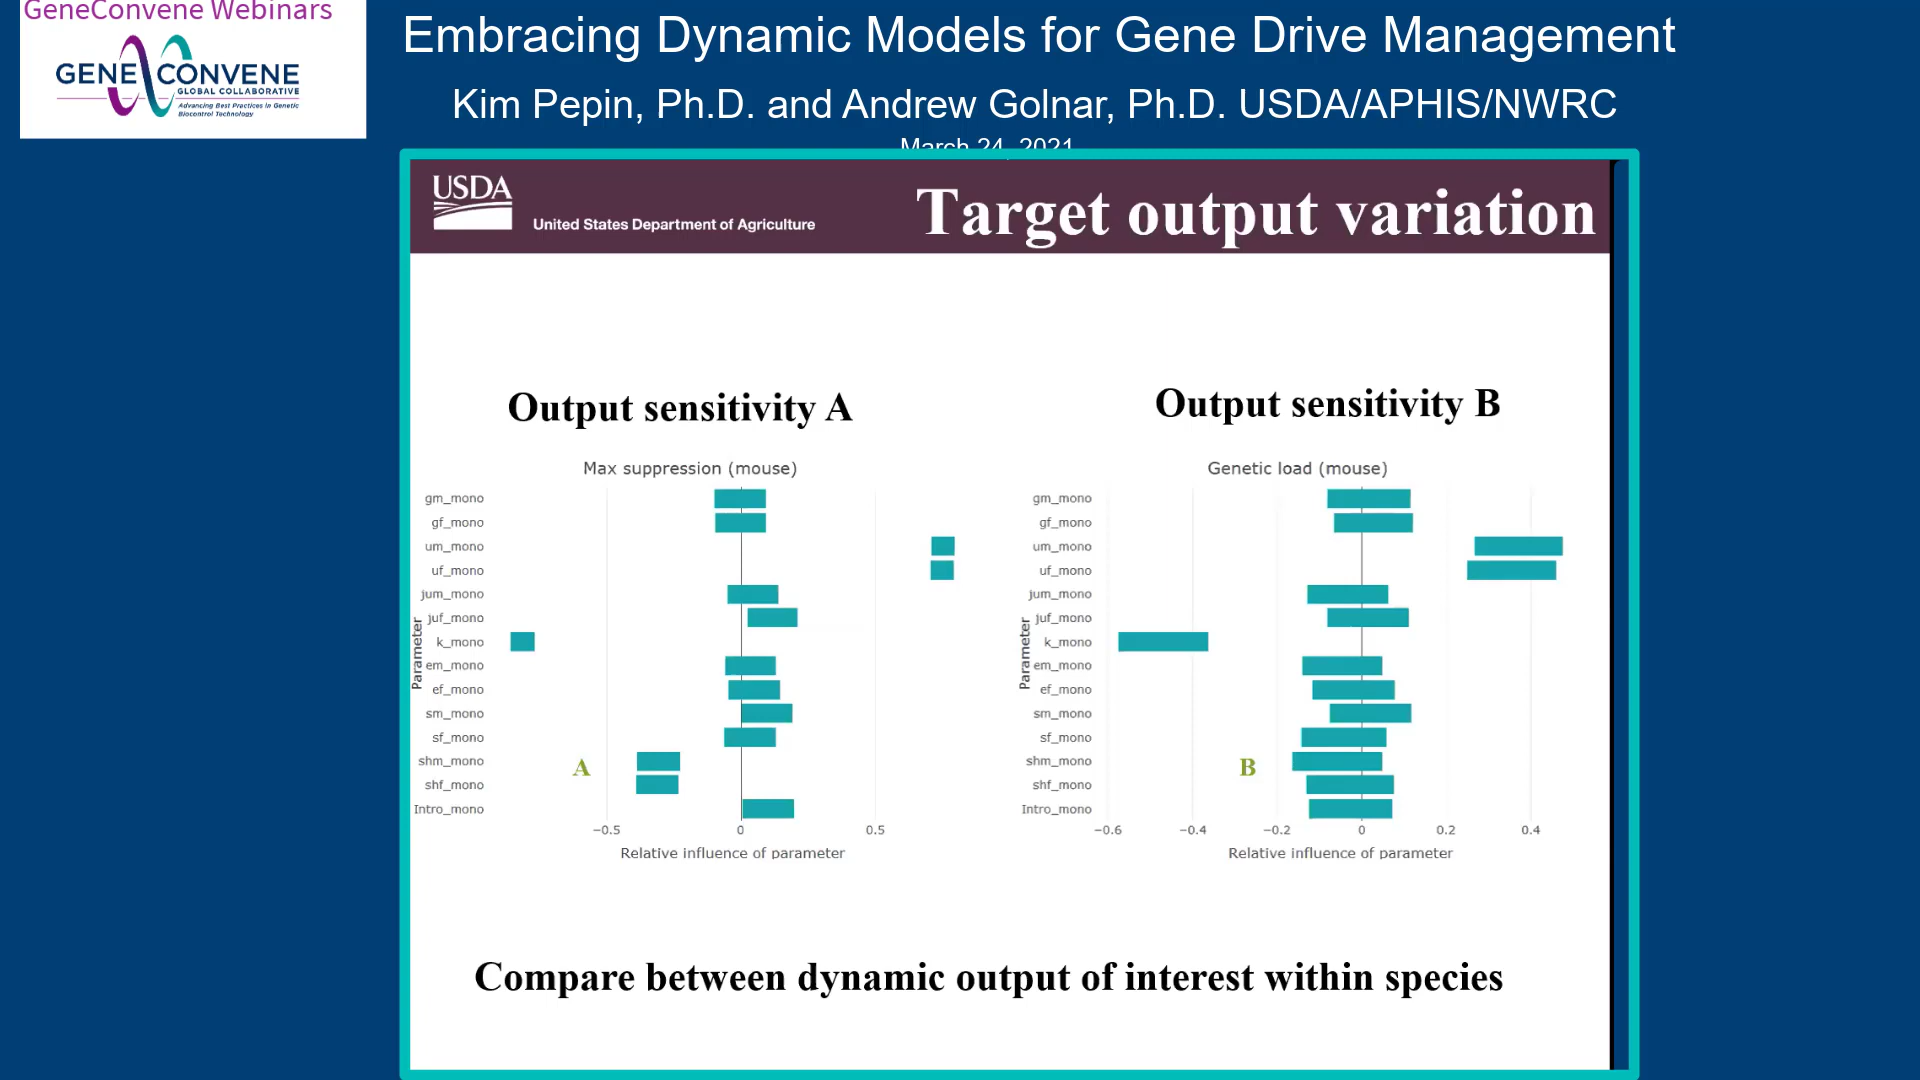 GeneConvene Webinars
GENE CONVENE
GLOBAL COLLABORATIVE
Advancing Best Practices in Genetic
Biocontrol Technology
Embracing Dynamic Models for Gene Drive Management
Kim Pepin, Ph.D. and Andrew Golnar, Ph.D. USDA/APHIS/NWRC
March 24, 2021
USDA
United States Department of Agriculture
Target output variation
Output sensitivity A
Max suppression (mouse)
Parameter
gm_mono
gf_mono
um_mono
uf_mono
jum_mono
juf_mono
k_mono
em_mono
ef_mono
sm_mono
sf_mono
shm_mono
shf_mono
Intro_mono
A
−0.5 0 0.5
Relative influence of parameter
Output sensitivity B
Genetic load (mouse)
Parameter
gm_mono
gf_mono
um_mono
uf_mono
jum_mono
juf_mono
k_mono
em_mono
ef_mono
sm_mono
sf_mono
shm_mono
shf_mono
Intro_mono
B
−0.6 −0.4 −0.2 0 0.2 0.4
Relative influence of parameter
Compare between dynamic output of interest within species